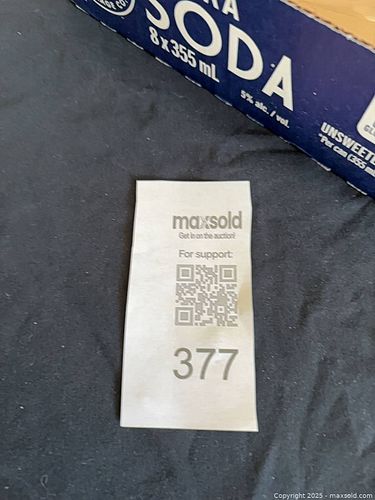 SODA
8 x 355 mL
5% alc. / vol.
maxsold
Get in on the auction!
For support:
377
Copyright 2025 - maxsold.com